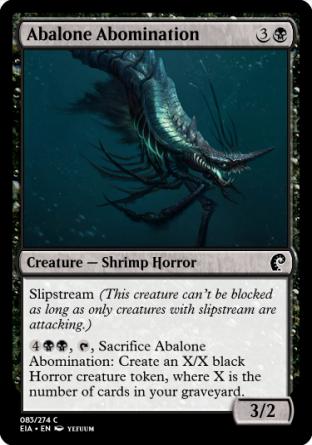 Abalone Abomination 3
Creature — Shrimp Horror
Slipstream (This creature can't be blocked
as long as only creatures with slipstream are
attacking.)
4, , Sacrifice Abalone
Abomination: Create an X/X black
Horror creature token, where X is the
number of cards in your graveyard.
3/2
083/274 C
EIA • EN YEFUUM